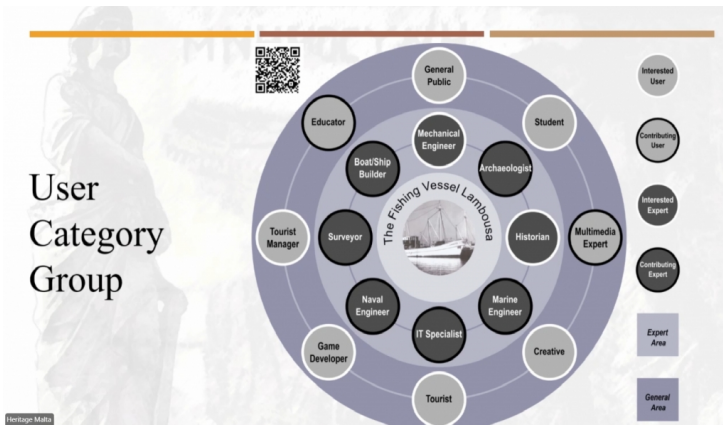 User
Category
Group
General
Public
Educator
Student
Mechanical
Engineer
Boat/Ship
Builder
Archaeologist
The Fishing Vessel Lambousa
Tourist
Manager
Surveyor
Historian
Multimedia
Expert
Naval
Engineer
Marine
Engineer
IT Specialist
Game
Developer
Creative
Tourist
Interested
User
Contributing
User
Interested
Expert
Contributing
Expert
Expert
Area
General
Area
Heritage Malta